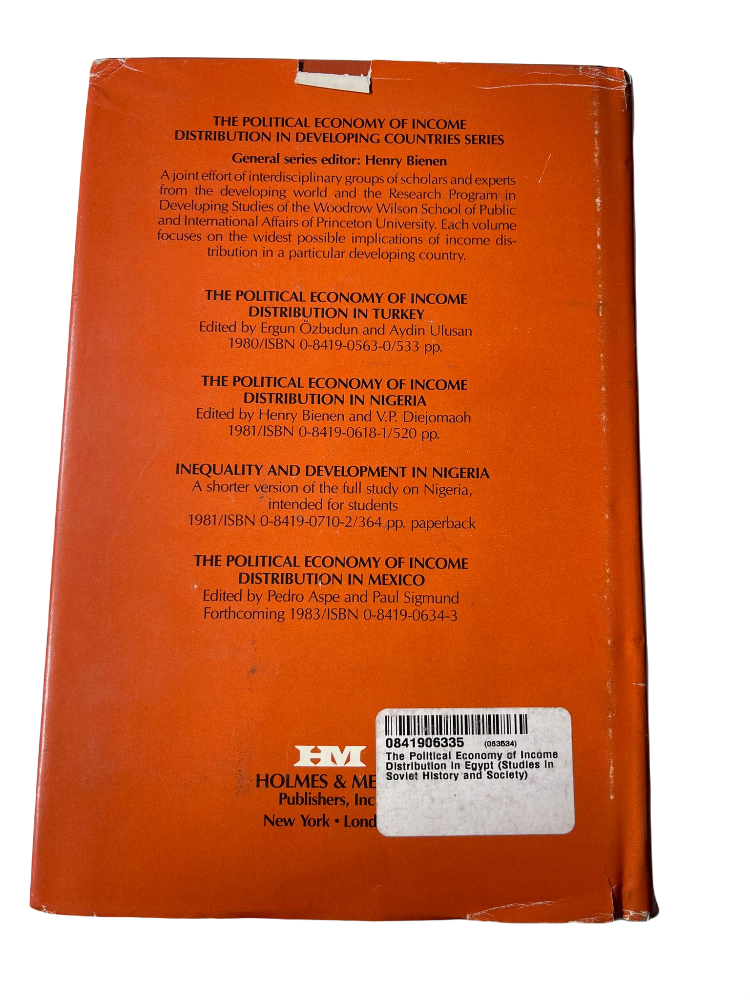 THE POLITICAL ECONOMY OF INCOME
DISTRIBUTION IN DEVELOPING COUNTRIES SERIES
General series editor: Henry Bienen
A joint effort of interdisciplinary groups of scholars and experts
from the developing world and the Research Program in
Developing Studies of the Woodrow Wilson School of Public
and International Affairs of Princeton University. Each volume
focuses on the widest possible implications of income dis-
tribution in a particular developing country.
THE POLITICAL ECONOMY OF INCOME
DISTRIBUTION IN TURKEY
Edited by Ergun Özbudun and Aydin Ulusan
1980/ISBN 0-8419-0563-0/533 pp.
THE POLITICAL ECONOMY OF INCOME
DISTRIBUTION IN NIGERIA
Edited by Henry Bienen and V.P. Diejomaoh
1981/ISBN 0-8419-0618-1/520 pp.
INEQUALITY AND DEVELOPMENT IN NIGERIA
A shorter version of the full study on Nigeria,
intended for students
1981/ISBN 0-8419-0710-2/364 pp. paperback
THE POLITICAL ECONOMY OF INCOME
DISTRIBUTION IN MEXICO
Edited by Pedro Aspe and Paul Sigmund
Forthcoming 1983/ISBN 0-8419-0634-3
HM
HOLMES & ME
Publishers, Inc
New York • Lond
0841906335 (063634)
The Political Economy of Income
Distribution in Egypt (Studies in
Soviet History and Society)